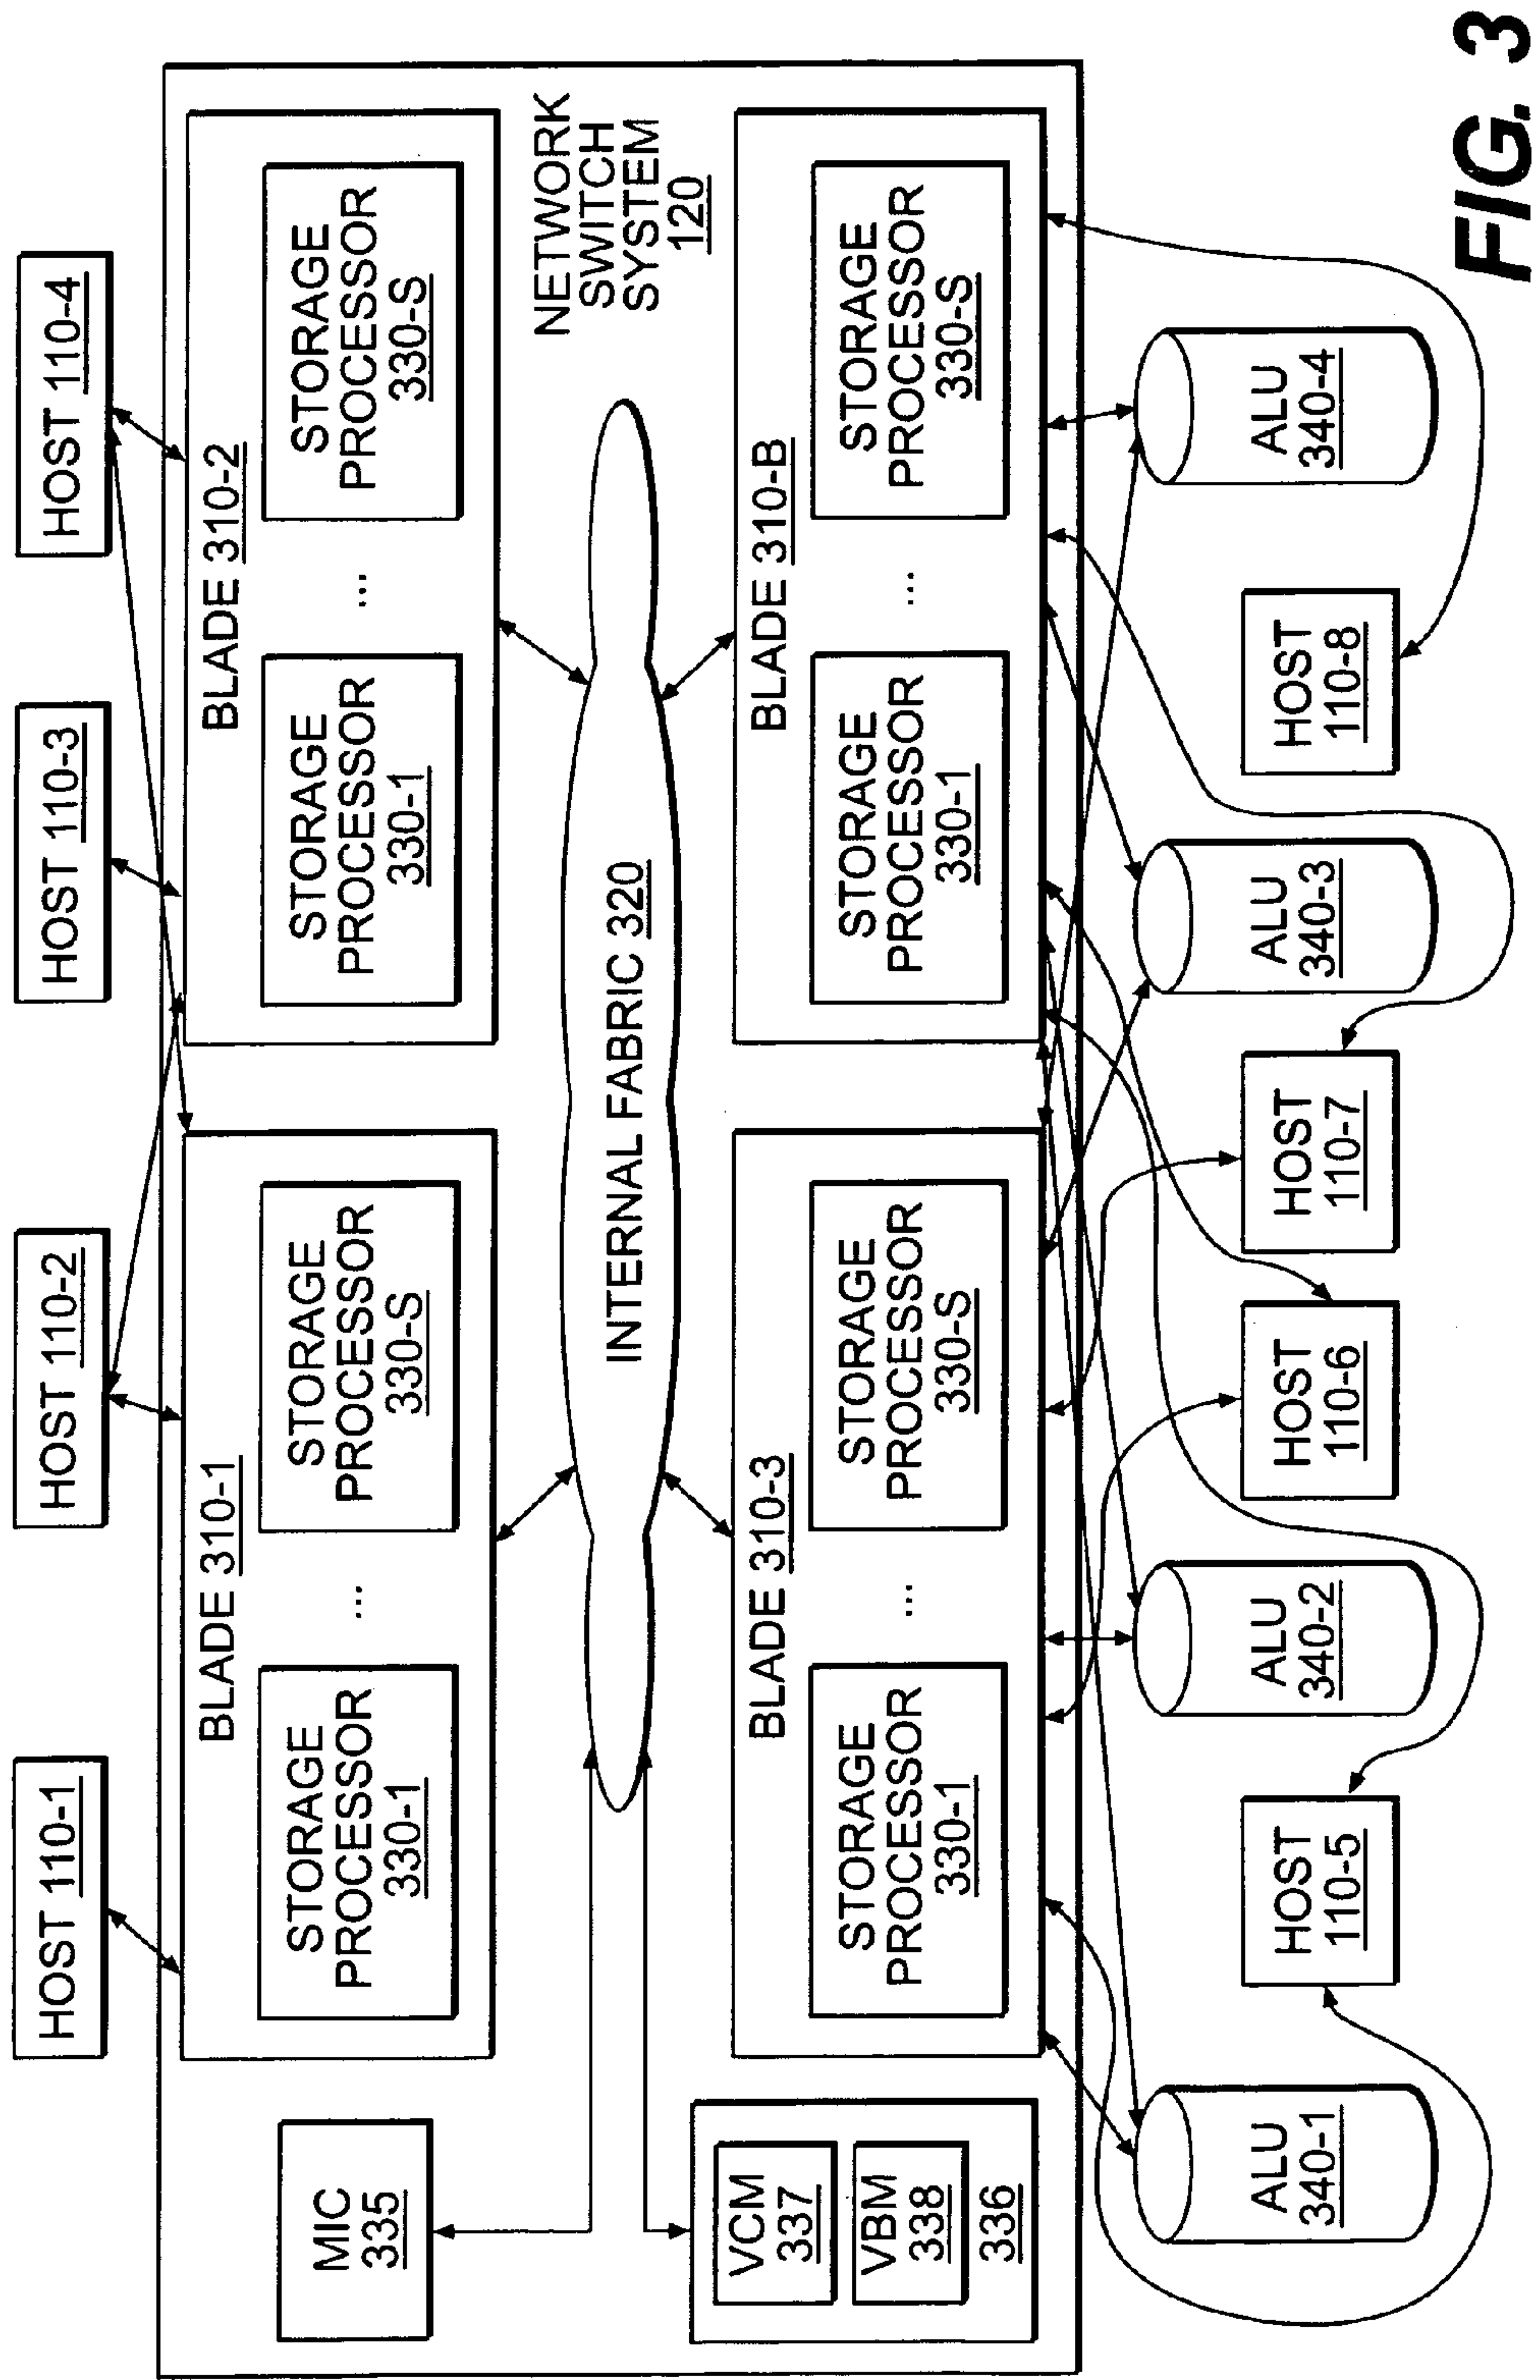 HOST 110-1
HOST 110-2
HOST 110-3
HOST 110-4
BLADE 310-1
STORAGE
PROCESSOR
330-1
...
STORAGE
PROCESSOR
330-S
BLADE 310-2
STORAGE
PROCESSOR
330-1
...
STORAGE
PROCESSOR
330-S
MIC
335
INTERNAL FABRIC 320
NETWORK
SWITCH
SYSTEM
120
VCM
337
VBM
338
336
BLADE 310-3
STORAGE
PROCESSOR
330-1
...
STORAGE
PROCESSOR
330-S
BLADE 310-B
STORAGE
PROCESSOR
330-1
...
STORAGE
PROCESSOR
330-S
ALU
340-1
HOST
110-5
ALU
340-2
HOST
110-6
HOST
110-7
ALU
340-3
HOST
110-8
ALU
340-4
FIG. 3